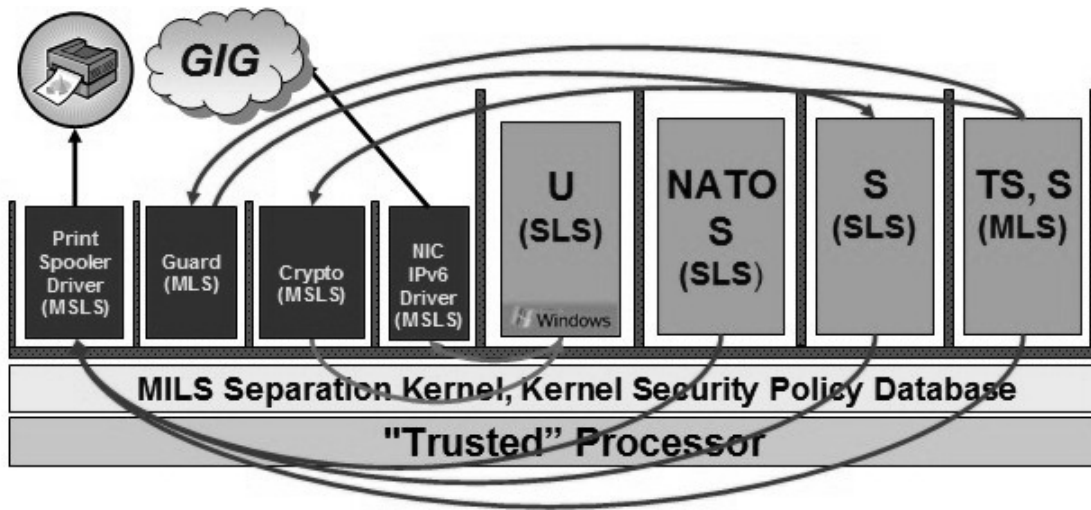 GIG
Print
Spooler
Driver
(MSLS)
Guard
(MLS)
Crypto
(MSLS)
NIC
IPv6
Driver
(MSLS)
U
(SLS)
Windows
NATO
S
(SLS)
S
(SLS)
TS, S
(MLS)
MILS Separation Kernel, Kernel Security Policy Database
"Trusted” Processor